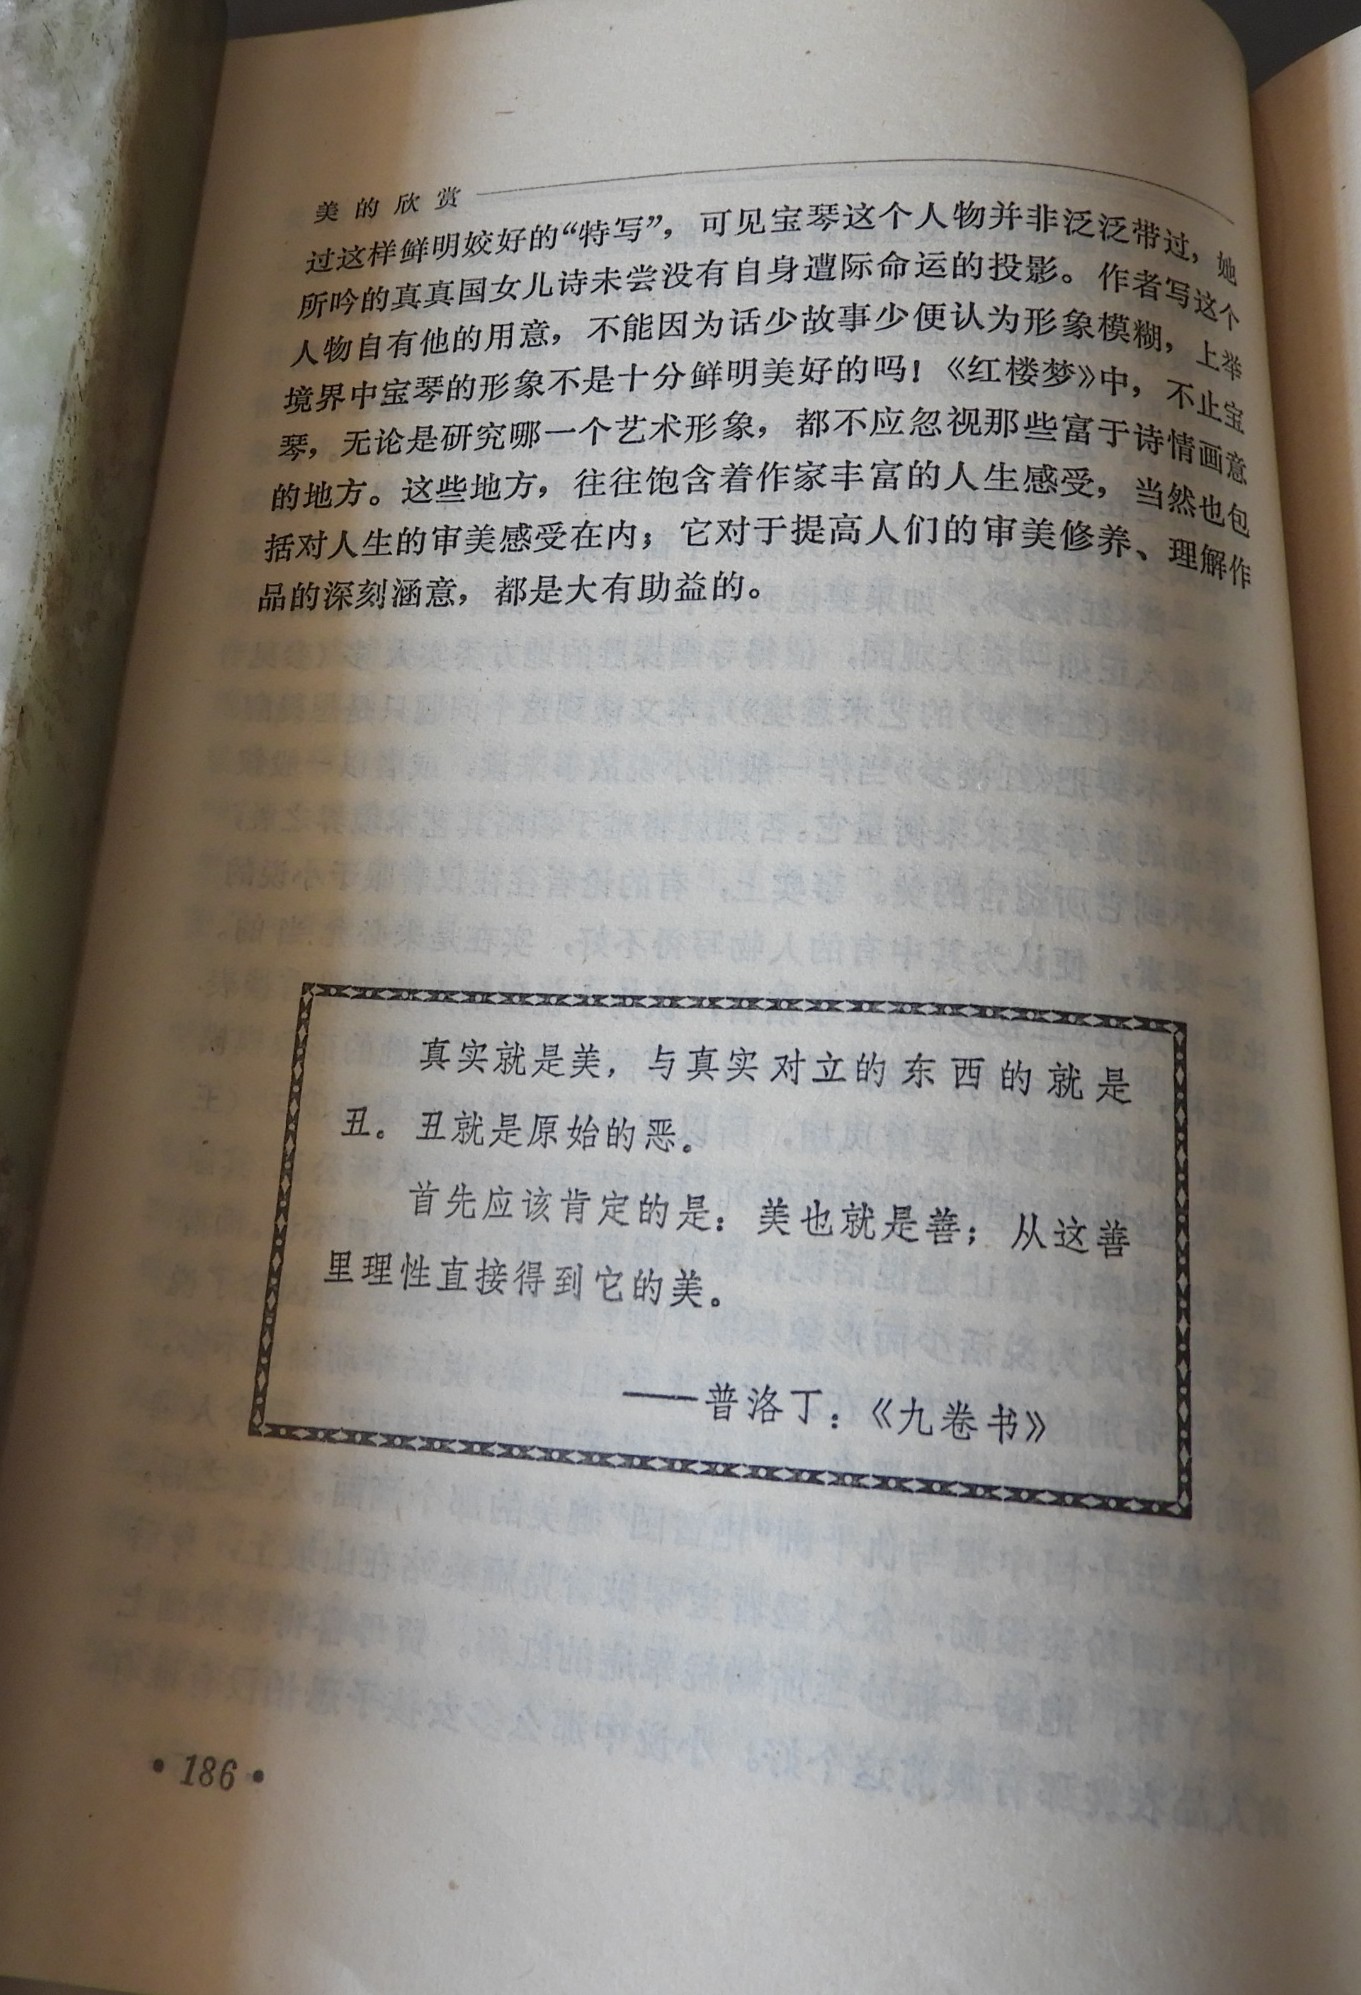 美的欣赏
过这样鲜明姣好的“特写”，可见宝琴这个人物并非泛泛带过，她
所吟的真真国女儿诗未尝没有自身遭际命运的投影。作者写这个
人物自有他的用意，不能因为话少故事少便认为形象模糊，上举
境界中宝琴的形象不是十分鲜明美好的吗！《红楼梦》中，不止宝
琴，无论是研究哪一个艺术形象，都不应忽视那些富于诗情画意
的地方。这些地方，往往饱含着作家丰富的人生感受，当然也包
括对人生的审美感受在内；它对于提高人们的审美修养、理解作
品的深刻涵意，都是大有助益的。
真实就是美，与真实对立的东西的就是
丑。丑就是原始的恶。
首先应该肯定的是：美也就是善；从这善
里理性直接得到它的美。
——普洛丁：《九卷书》
·186·